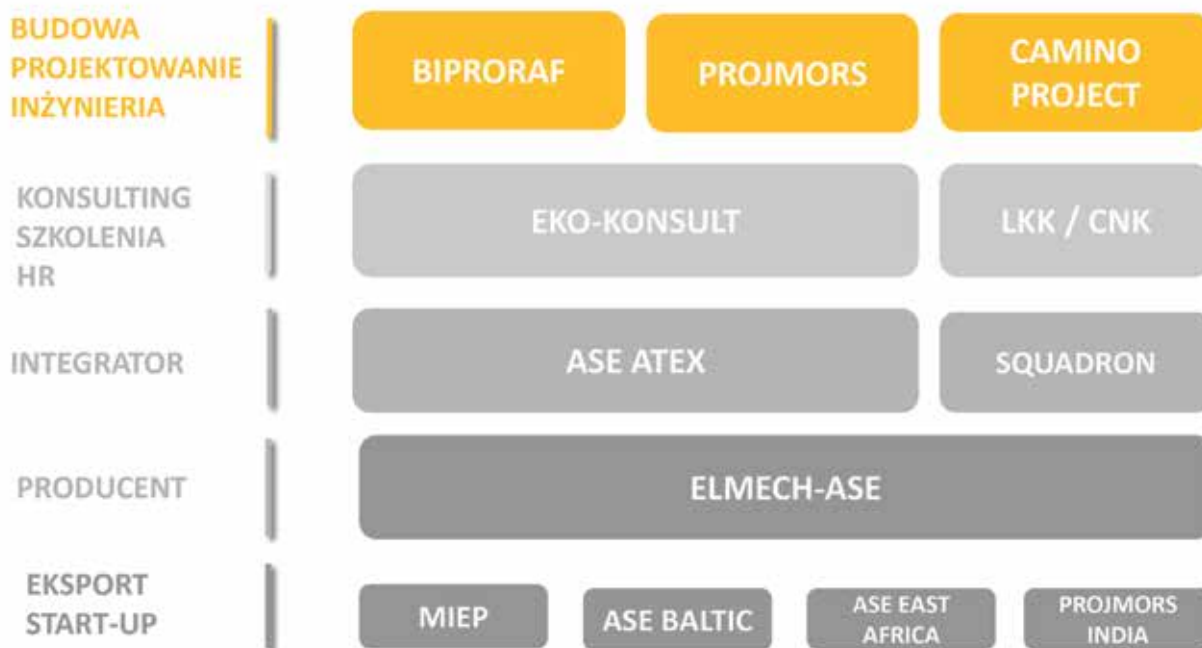 BUDOWA
PROJEKTOWANIE
INŻYNIERIA
BIPRORAF
PROJMORS
CAMINO
PROJECT
KONSULTING
SZKOLENIA
HR
EKO-KONSULT
LKK / CNK
INTEGRATOR
ASE ATEX
SQUADRON
PRODUCENT
ELMECH-ASE
EKSPORT
START-UP
MIEP
ASE BALTIC
ASE EAST
AFRICA
PROJMORS
INDIA